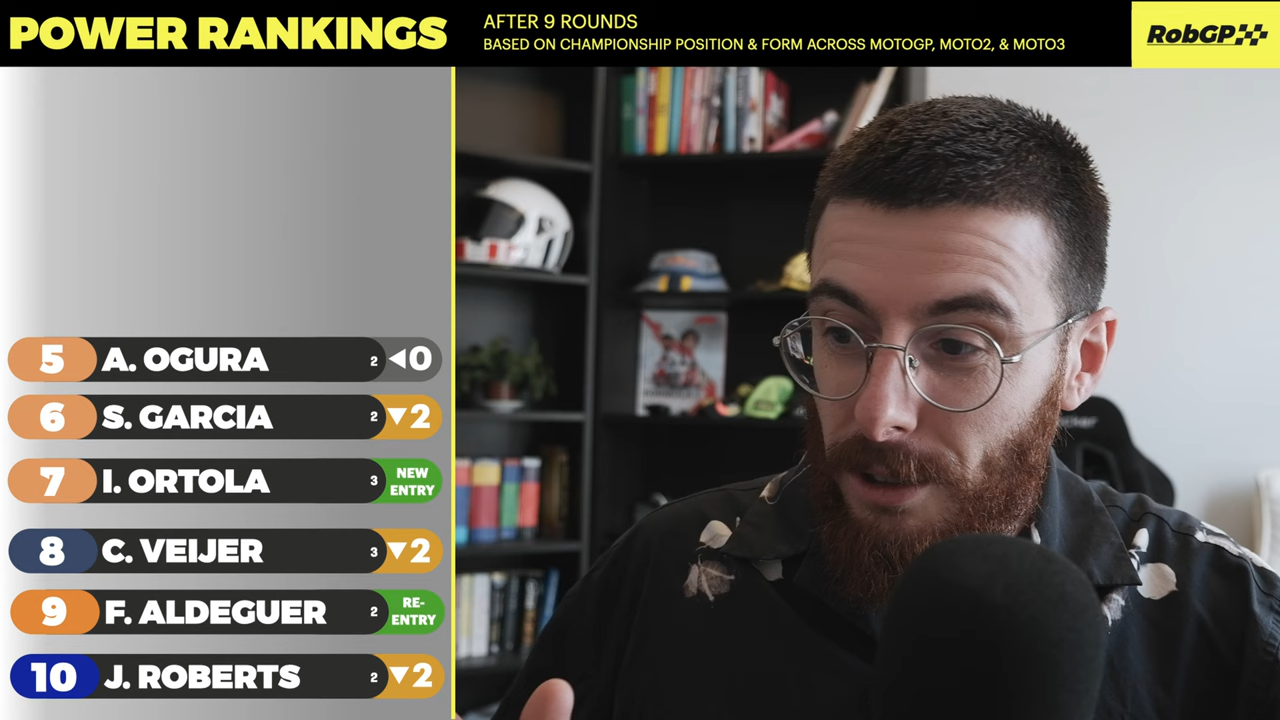 POWER RANKINGS
AFTER 9 ROUNDS
BASED ON CHAMPIONSHIP POSITION & FORM ACROSS MOTOGP, MOTO2, & MOTO3
RobGP
5 A. OGURA 2 ◀0
6 S. GARCIA 2 ▼2
7 I. ORTOLA 3 NEW ENTRY
8 C. VEIJER 3 ▼2
9 F. ALDEGUER 2 RE-ENTRY
10 J. ROBERTS 2 ▼2